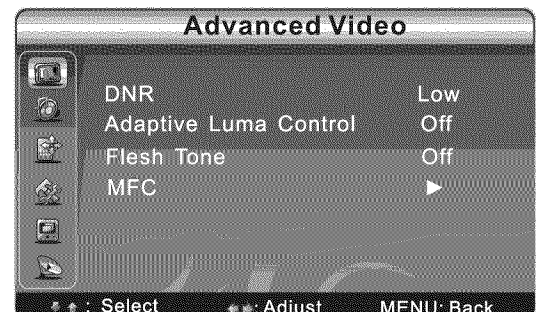 Advanced Video
DNR Low
Adaptive Luma Control Off
Flesh Tone Off
MFC ►
: Select : Adjust MENU: Back